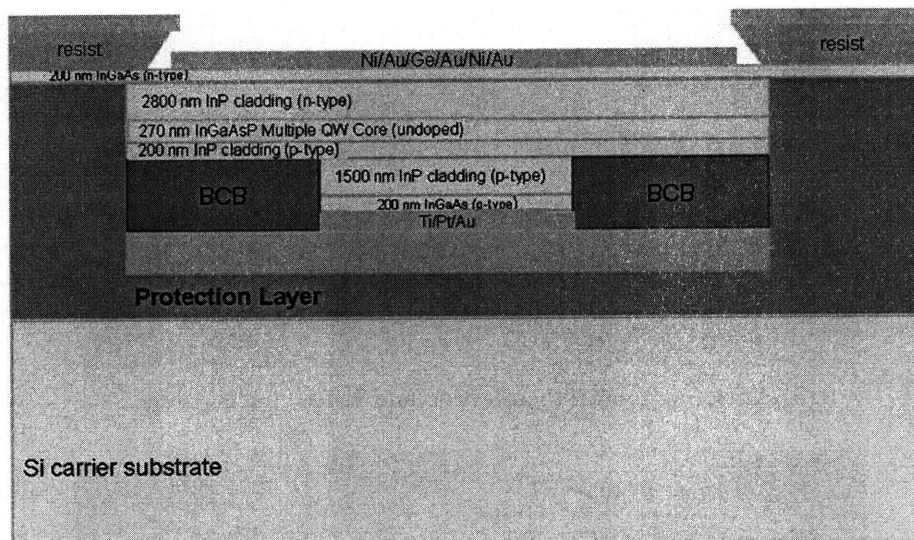 resist
resist
Ni/Au/Ge/Au/Ni/Au
200 nm InGaAs (n-type)
2800 nm InP cladding (n-type)
270 nm InGaAsP Multiple QW Core (undoped)
200 nm InP cladding (p-type)
1500 nm InP cladding (p-type)
BCB
BCB
200 nm InGaAs (p-type)
Ti/Pt/Au
Protection Layer
Si carrier substrate